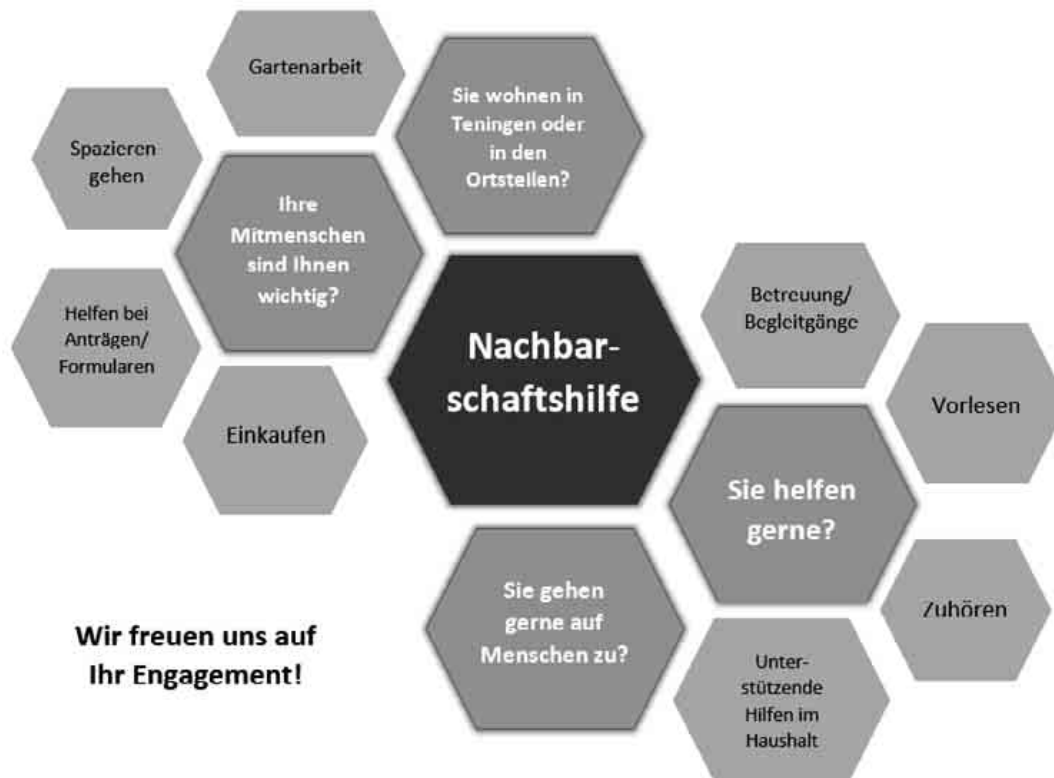 Gartenarbeit
Sie wohnen in
Teningen oder
in den
Ortsteilen?
Spazieren
gehen
Ihre
Mitmenschen
sind Ihnen
wichtig?
Helfen bei
Anträgen/
Formularen
Einkaufen
Nachbar-
schaftshilfe
Betreuung/
Begleitgänge
Vorlesen
Sie helfen
gerne?
Sie gehen
gerne auf
Menschen zu?
Zuhören
Unter-
stützende
Hilfen im
Haushalt
Wir freuen uns auf
Ihr Engagement!